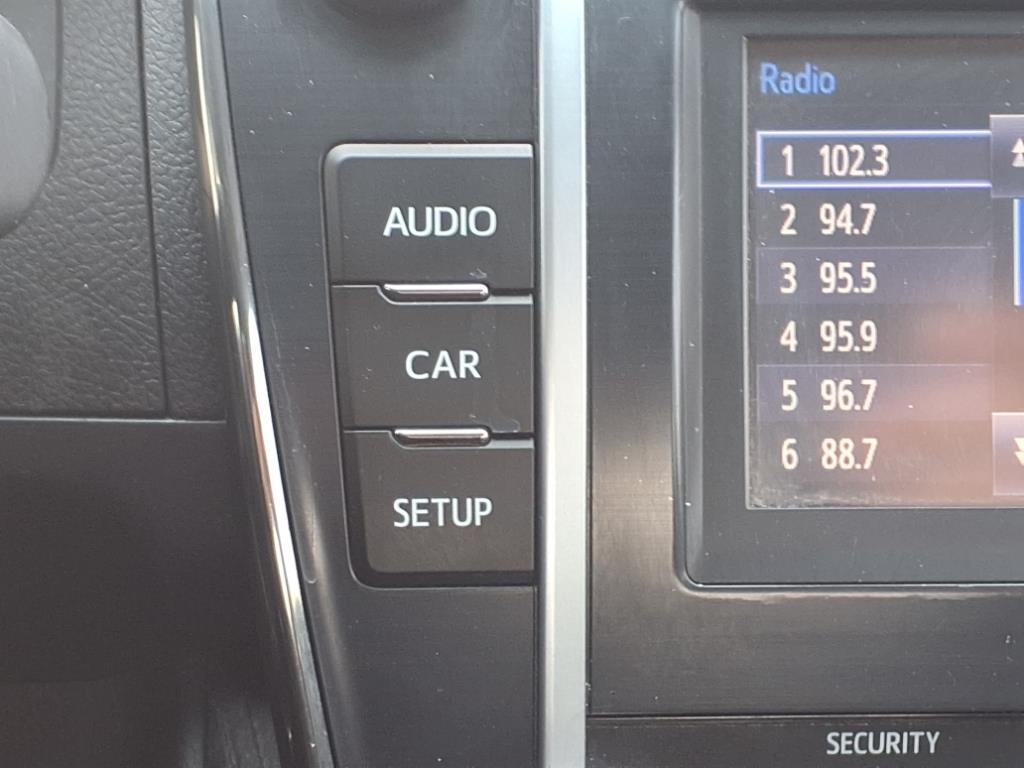 AUDIO
CAR
SETUP
Radio
1 102.3
2 94.7
3 95.5
4 95.9
5 96.7
6 88.7
SECURITY